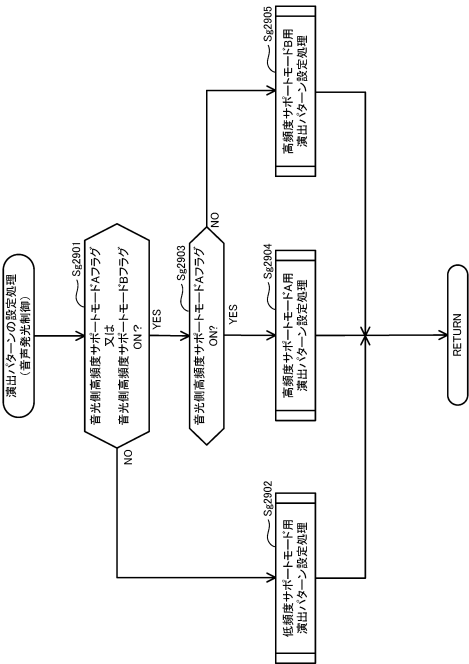 演出パターンの設定処理
(音声発光制御)
Sg2901
音光側高頻度サポートモードAフラグ
又は
音光側高頻度サポートモードBフラグ
ON?
NO
YES
Sg2903
音光側高頻度サポートモードAフラグ
ON?
NO
YES
Sg2902
低頻度サポートモード用
演出パターン設定処理
Sg2904
高頻度サポートモードA用
演出パターン設定処理
Sg2905
高頻度サポートモードB用
演出パターン設定処理
RETURN